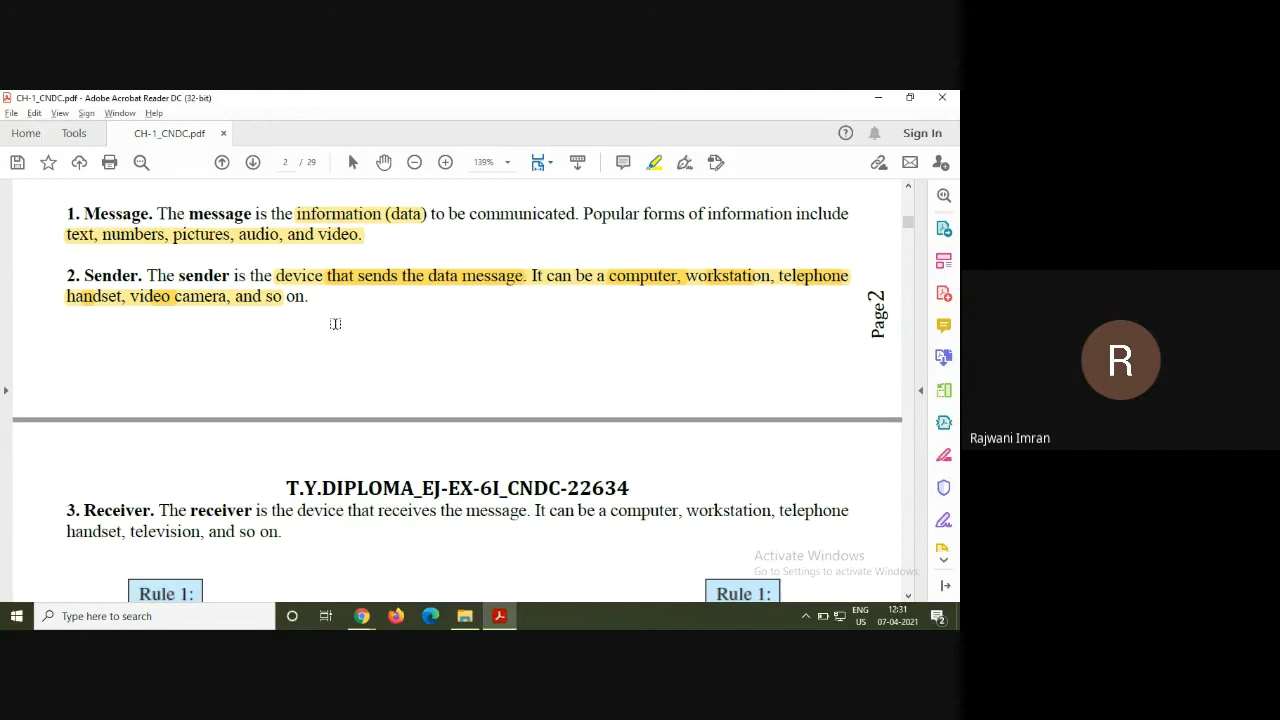 CH-1_CNDC.pdf - Adobe Acrobat Reader DC (32-bit)
File Edit View Sign Window Help
Home Tools CH-1_CNDC.pdf × Sign In
2 / 29 139%
1. Message. The message is the information (data) to be communicated. Popular forms of information include
text, numbers, pictures, audio, and video.
2. Sender. The sender is the device that sends the data message. It can be a computer, workstation, telephone
handset, video camera, and so on.
Page2
T.Y.DIPLOMA_EJ-EX-6I_CNDC-22634
3. Receiver. The receiver is the device that receives the message. It can be a computer, workstation, telephone
handset, television, and so on.
Rule 1: Rule 1:
Activate Windows
Go to Settings to activate Windows.
Type here to search
ENG 12:31
US 07-04-2021 2
R
Rajwani Imran